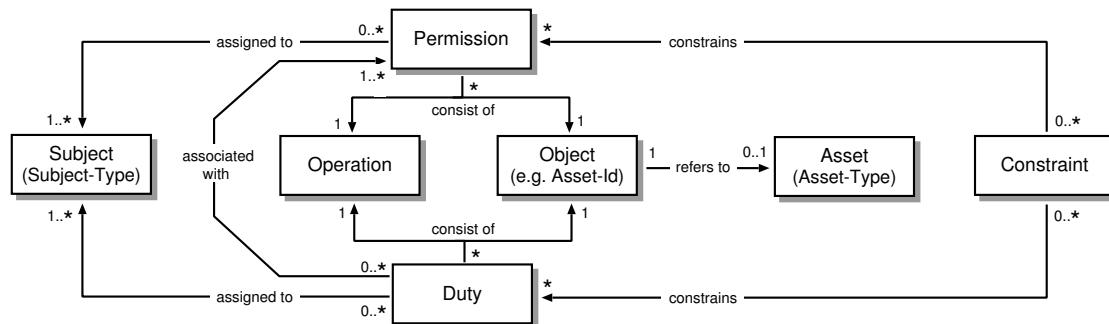 0..*
Permission
*
assigned to
constrains
1..*
*
consist of
1..*
1
1
0..*
Subject
(Subject-Type)
associated
with
Operation
Object
(e.g. Asset-Id)
1
refers to
0..1
Asset
(Asset-Type)
Constraint
1..*
1
1
0..*
consist of
*
0..*
Duty
*
assigned to
0..*
constrains